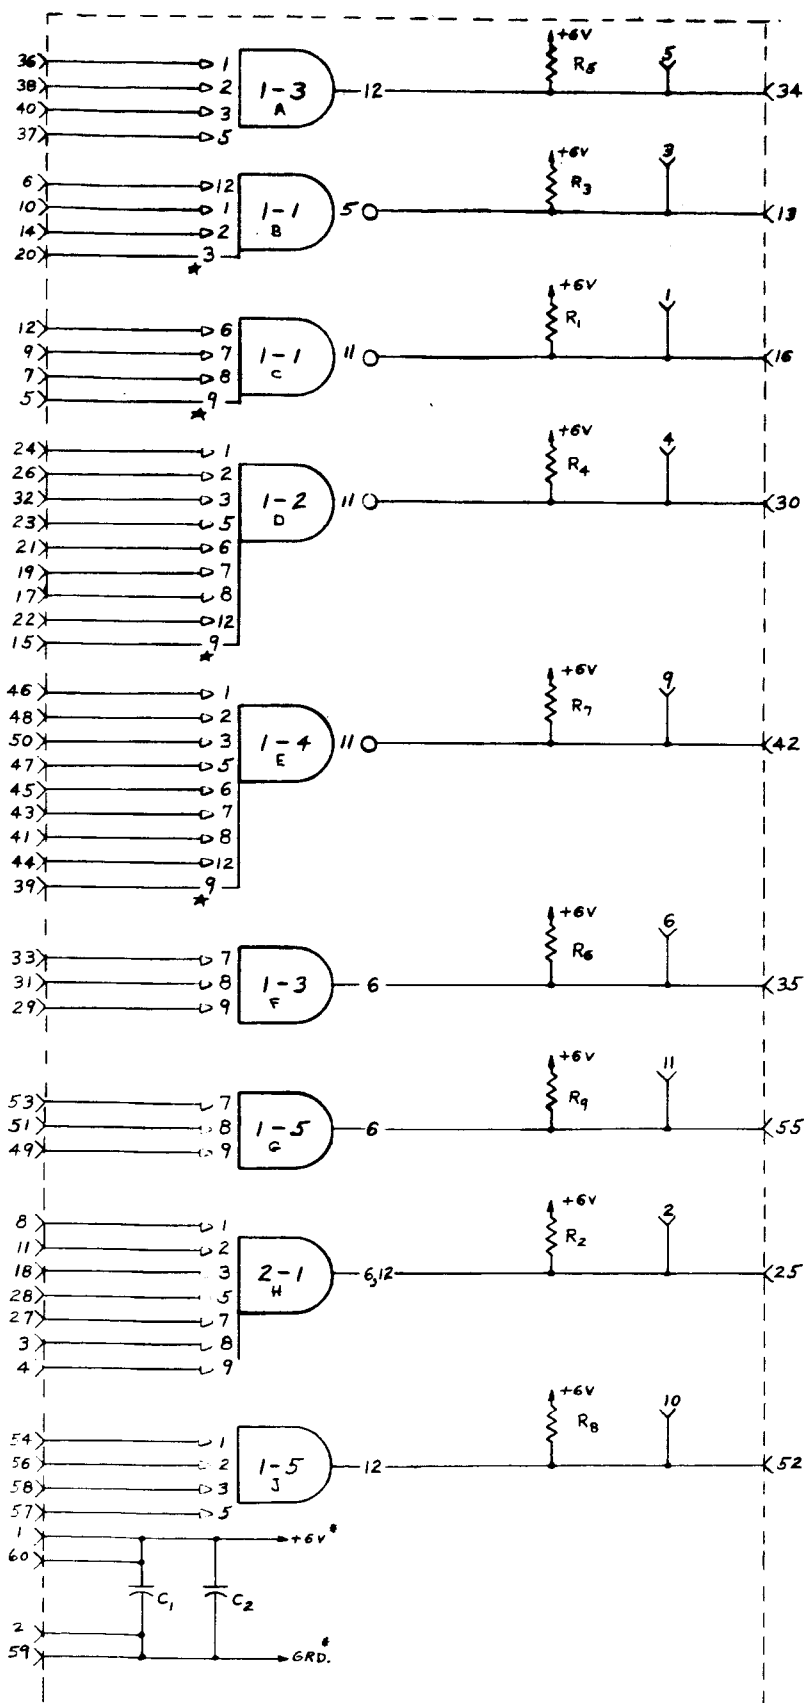 +6V 5
36 1 R5
38 2 1-3 12 34
40 3 A
37 5
+6V 3
6 12 R3
10 1 1-1 5 13
14 2 B
20 3
★
+6V 1
12 6 R1
9 7 1-1 11 16
7 8 C
5 9
★
+6V 4
24 1
26 2 R4
32 3 1-2 11 30
23 5 D
21 6
19 7
17 8
22 12
15 9
★
+6V 9
46 1 R7
48 2
50 3 1-4 11 42
47 5 E
45 6
43 7
41 8
44 12
39 9
★
+6V 6
33 7 R6
31 8 1-3 6 35
29 9 F
+6V 11
53 7 R9
51 8 1-5 6 55
49 9 G
+6V 2
8 1 R2
11 2
18 3 2-1 6,12 25
28 5 H
27 7
3 8
4 9
+6V 10
54 1 R8
56 2 1-5 12 52
58 3 J
57 5
1 +6V*
60
C1 C2
2
59 GRD.*